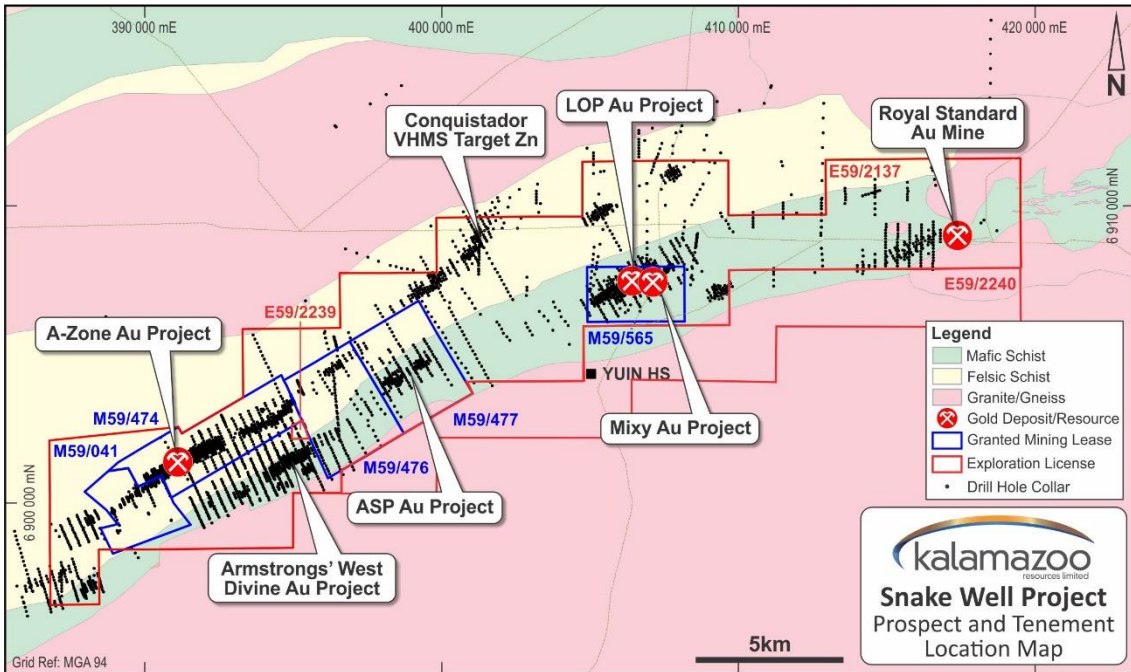 390 000 mE
400 000 mE
410 000 mE
420 000 mE
N
LOP Au Project
Royal Standard
Au Mine
Conquistador
VHMS Target Zn
E59/2137
6 910 000 mN
E59/2239
E59/2240
A-Zone Au Project
M59/565
YUIN HS
M59/474
M59/477
Mixy Au Project
M59/041
M59/476
6 900 000 mN
ASP Au Project
Armstrongs' West
Divine Au Project
Legend
Mafic Schist
Felsic Schist
Granite/Gneiss
Gold Deposit/Resource
Granted Mining Lease
Exploration License
Drill Hole Collar
kalamazoo
resources limited
Snake Well Project
Prospect and Tenement
Location Map
5km
Grid Ref: MGA 94